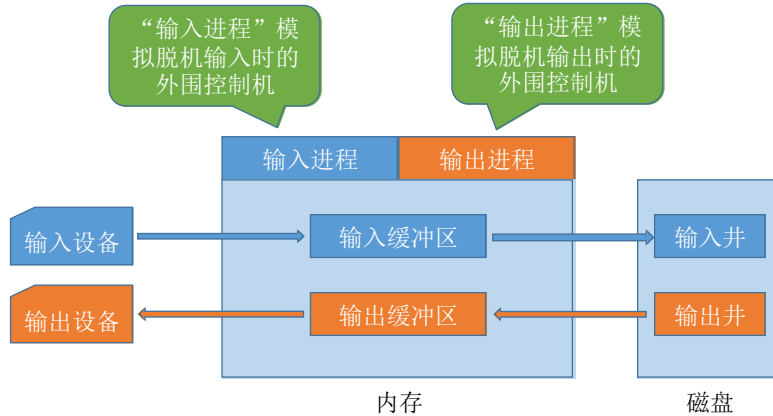 “输入进程”模
拟脱机输入时的
外围控制机
“输出进程”模
拟脱机输出时的
外围控制机
输入进程
输出进程
输入设备
输入缓冲区
输入井
输出设备
输出缓冲区
输出井
内存
磁盘